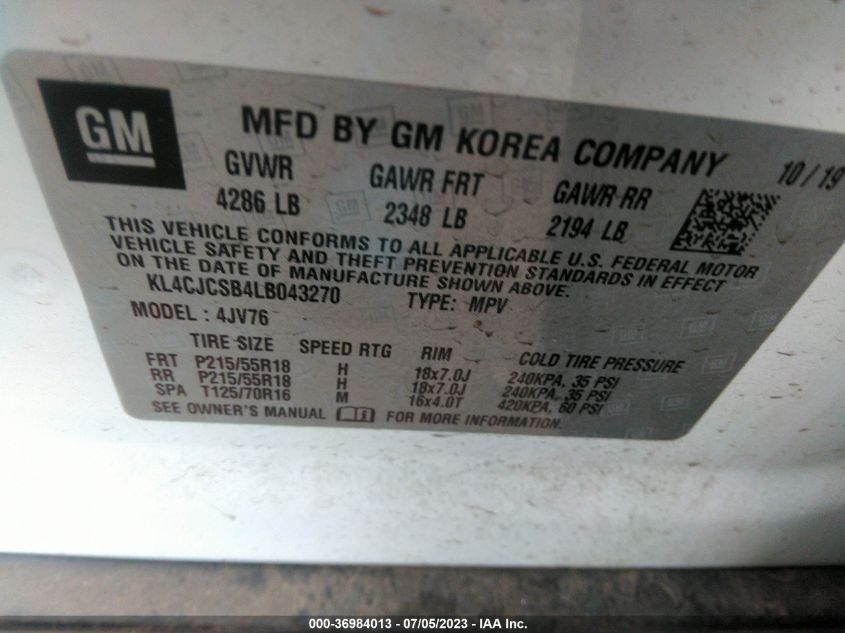 GM
MFD BY GM KOREA COMPANY 10/19
GVWR GAWR FRT GAWR RR
4286 LB 2348 LB 2194 LB
THIS VEHICLE CONFORMS TO ALL APPLICABLE U.S. FEDERAL MOTOR
VEHICLE SAFETY AND THEFT PREVENTION STANDARDS IN EFFECT
ON THE DATE OF MANUFACTURE SHOWN ABOVE.
KL4CJCSB4LB043270 TYPE: MPV
MODEL: 4JV76
TIRE SIZE SPEED RTG RIM COLD TIRE PRESSURE
FRT P215/55R18 H 18x7.0J 240KPA, 35 PSI
RR P215/55R18 H 18x7.0J 240KPA, 35 PSI
SPA T125/70R16 M 16x4.0T 420KPA, 60 PSI
SEE OWNER'S MANUAL FOR MORE INFORMATION.
000-36984013 - 07/05/2023 - IAA Inc.